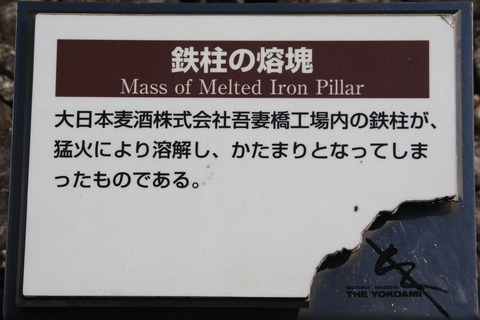 鉄柱の熔塊
Mass of Melted Iron Pillar
大日本麦酒株式会社吾妻橋工場内の鉄柱が、
猛火により溶解し、かたまりとなってしま
ったものである。
THE YOKOAMI